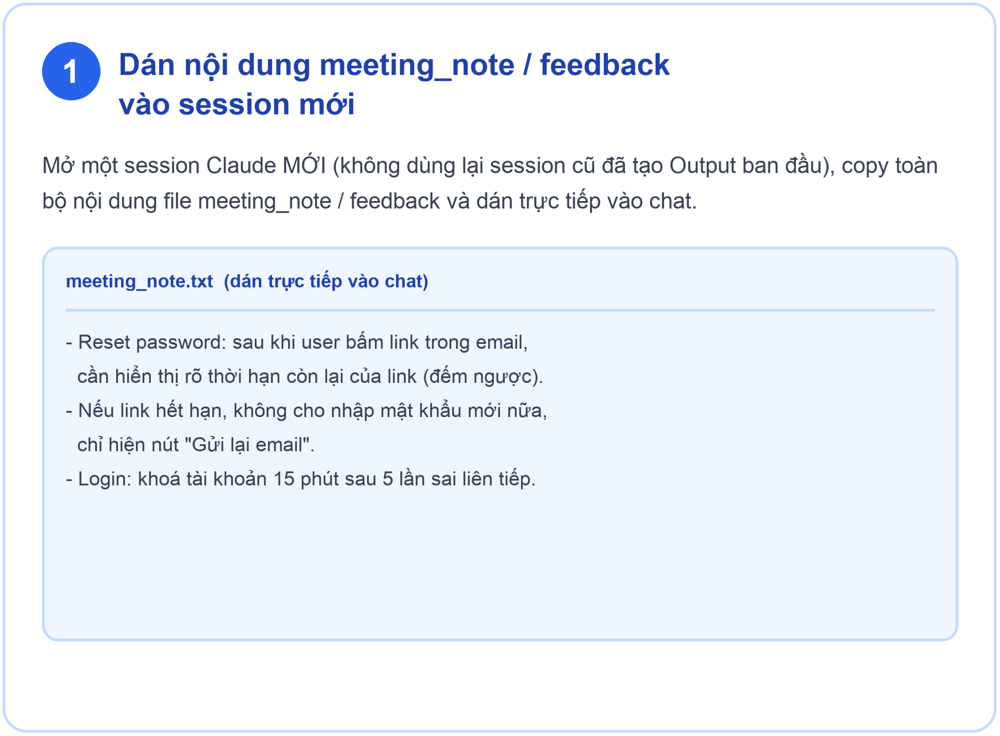 1
Dán nội dung meeting_note / feedback
vào session mới
Mở một session Claude MỚI (không dùng lại session cũ đã tạo Output ban đầu), copy toàn
bộ nội dung file meeting_note / feedback và dán trực tiếp vào chat.
meeting_note.txt  (dán trực tiếp vào chat)
- Reset password: sau khi user bấm link trong email,
cần hiển thị rõ thời hạn còn lại của link (đếm ngược).
- Nếu link hết hạn, không cho nhập mật khẩu mới nữa,
chỉ hiện nút "Gửi lại email".
- Login: khoá tài khoản 15 phút sau 5 lần sai liên tiếp.